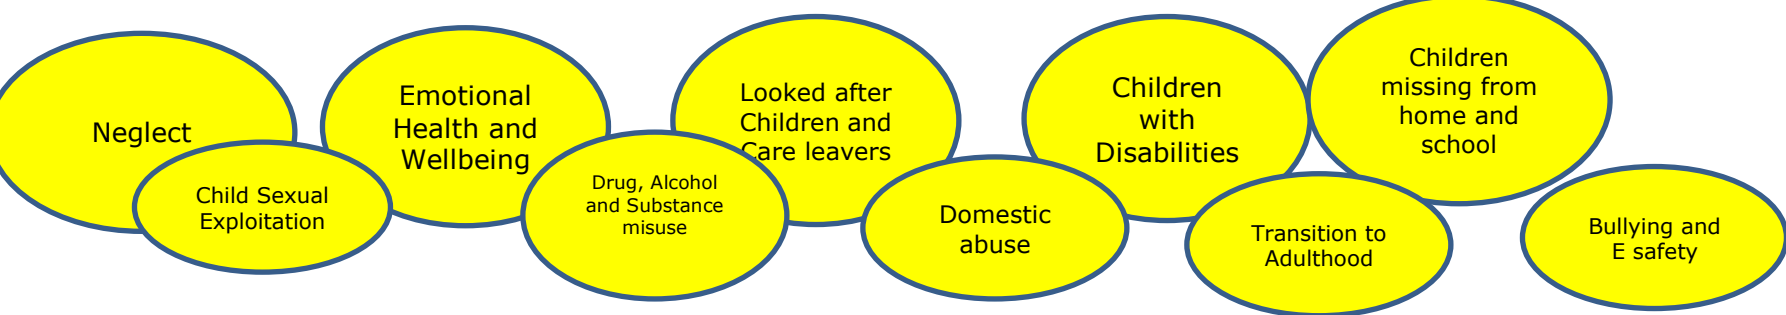 Neglect
Child Sexual
Exploitation
Emotional
Health and
Wellbeing
Drug, Alcohol
and Substance
misuse
Looked after
Children and
Care leavers
Domestic
abuse
Children
with
Disabilities
Transition to
Adulthood
Children
missing from
home and
school
Bullying and
E safety